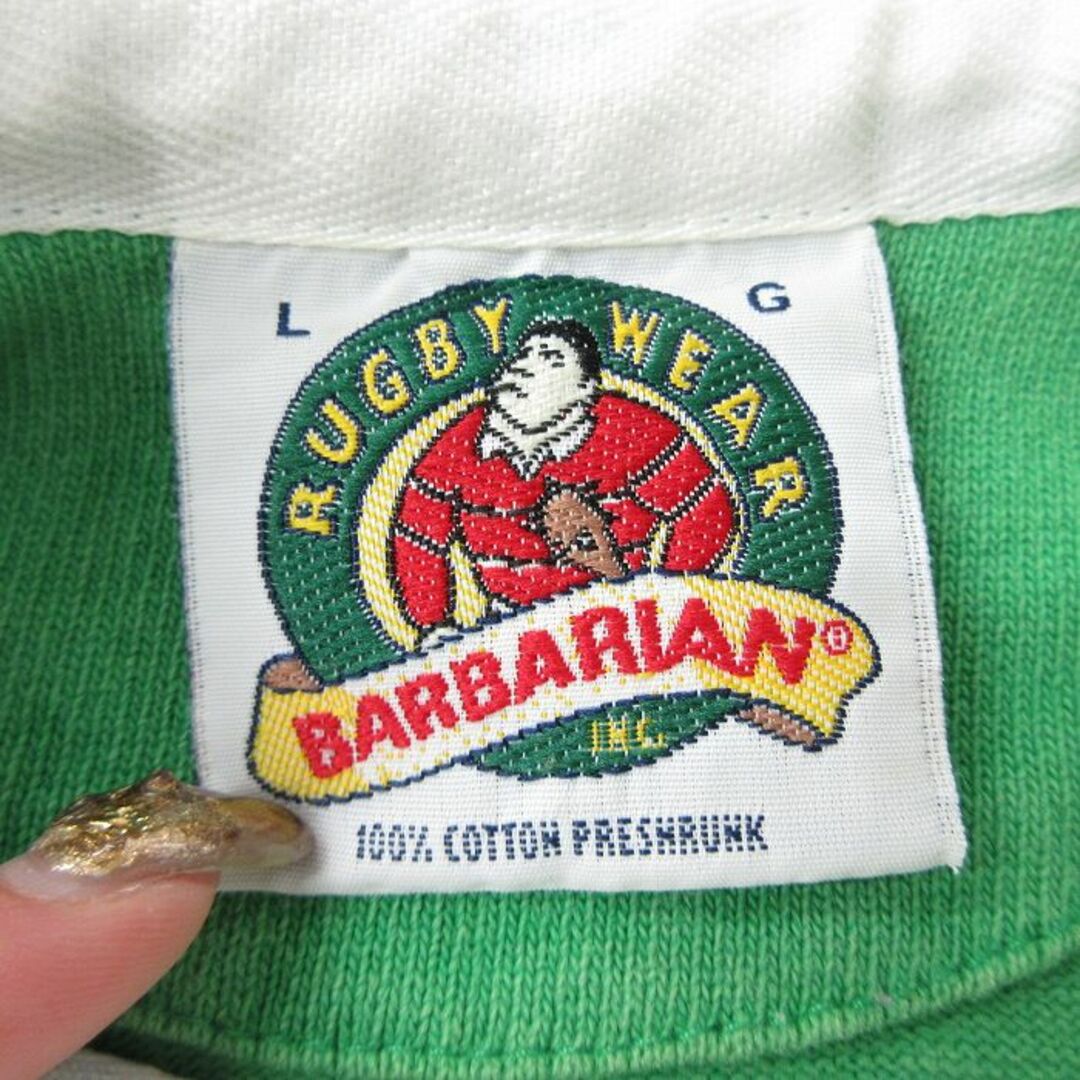 L G
RUGBY WEAR
BARBARIAN®
INC.
100% COTTON PRESHRUNK